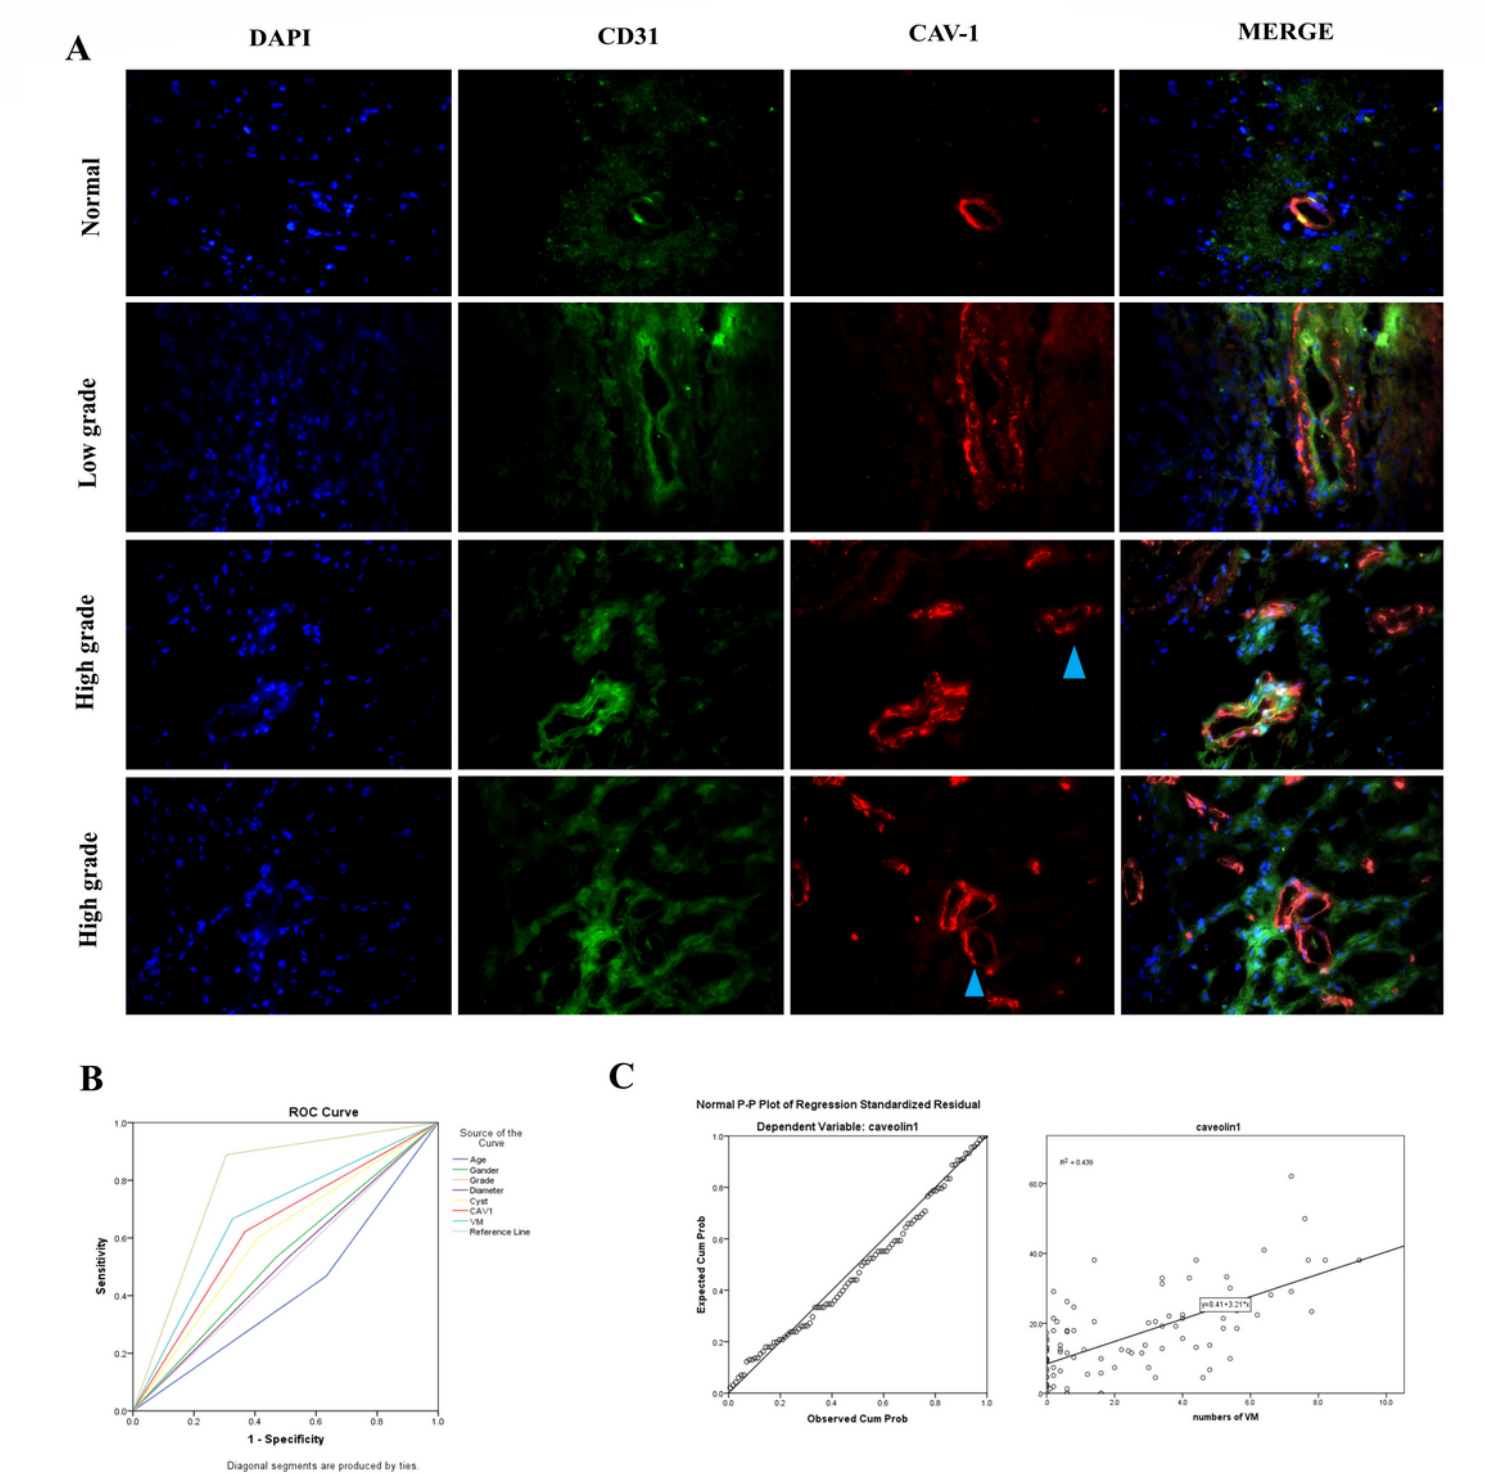 A
DAPI
CD31
CAV-1
MERGE
Normal
Low grade
High grade
High grade
B
ROC Curve
Source of the
Curve
Age
Gander
Grade
Diameter
Cyst
CAV1
VM
Reference Line
Sensitivity
1.0
0.8
0.6
0.4
0.2
0.0
0.0
0.2
0.4
0.6
0.8
1.0
1 - Specificity
Diagonal segments are produced by ties.
C
Normal P-P Plot of Regression Standardized Residual
Dependent Variable: caveolin1
Expected Cum Prob
1.0
0.8
0.6
0.4
0.2
0.0
0.0
0.2
0.4
0.6
0.8
1.0
Observed Cum Prob
caveolin1
R² = 0.439
60.0
40.0
20.0
.0
y=8.41+3.21*x
.0
2.0
4.0
6.0
8.0
10.0
numbers of VM